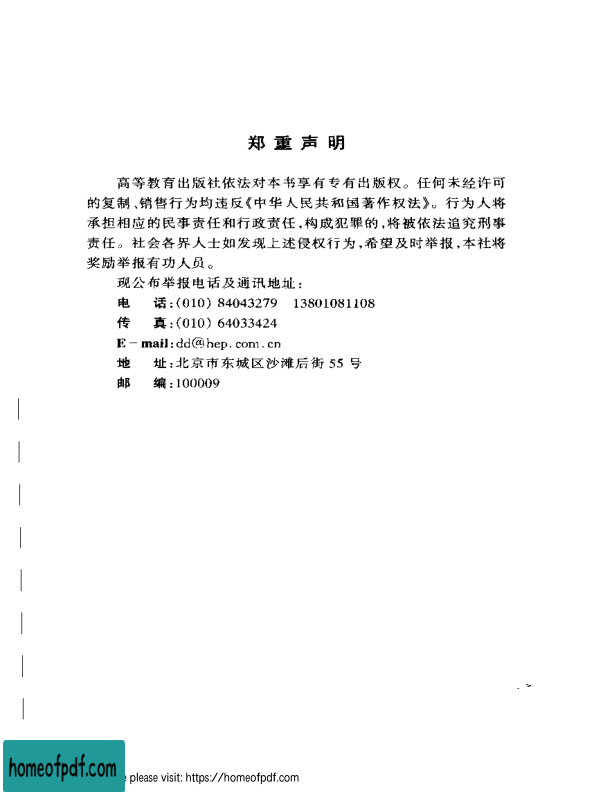 郑重声明
高等教育出版社依法对本书享有专有出版权。任何未经许可
的复制、销售行为均违反《中华人民共和国著作权法》。行为人将
承担相应的民事责任和行政责任,构成犯罪的,将被依法追究刑事
责任。社会各界人士如发现上述侵权行为,希望及时举报,本社将
奖励举报有功人员。
现公布举报电话及通讯地址:
电 话:(010) 84043279 13801081108
传 真:(010) 64033424
E-mail:dd@hep.com.cn
地 址:北京市东城区沙滩后街 55 号
邮 编:100009
homeofpdf.com
please visit: https://homeofpdf.com